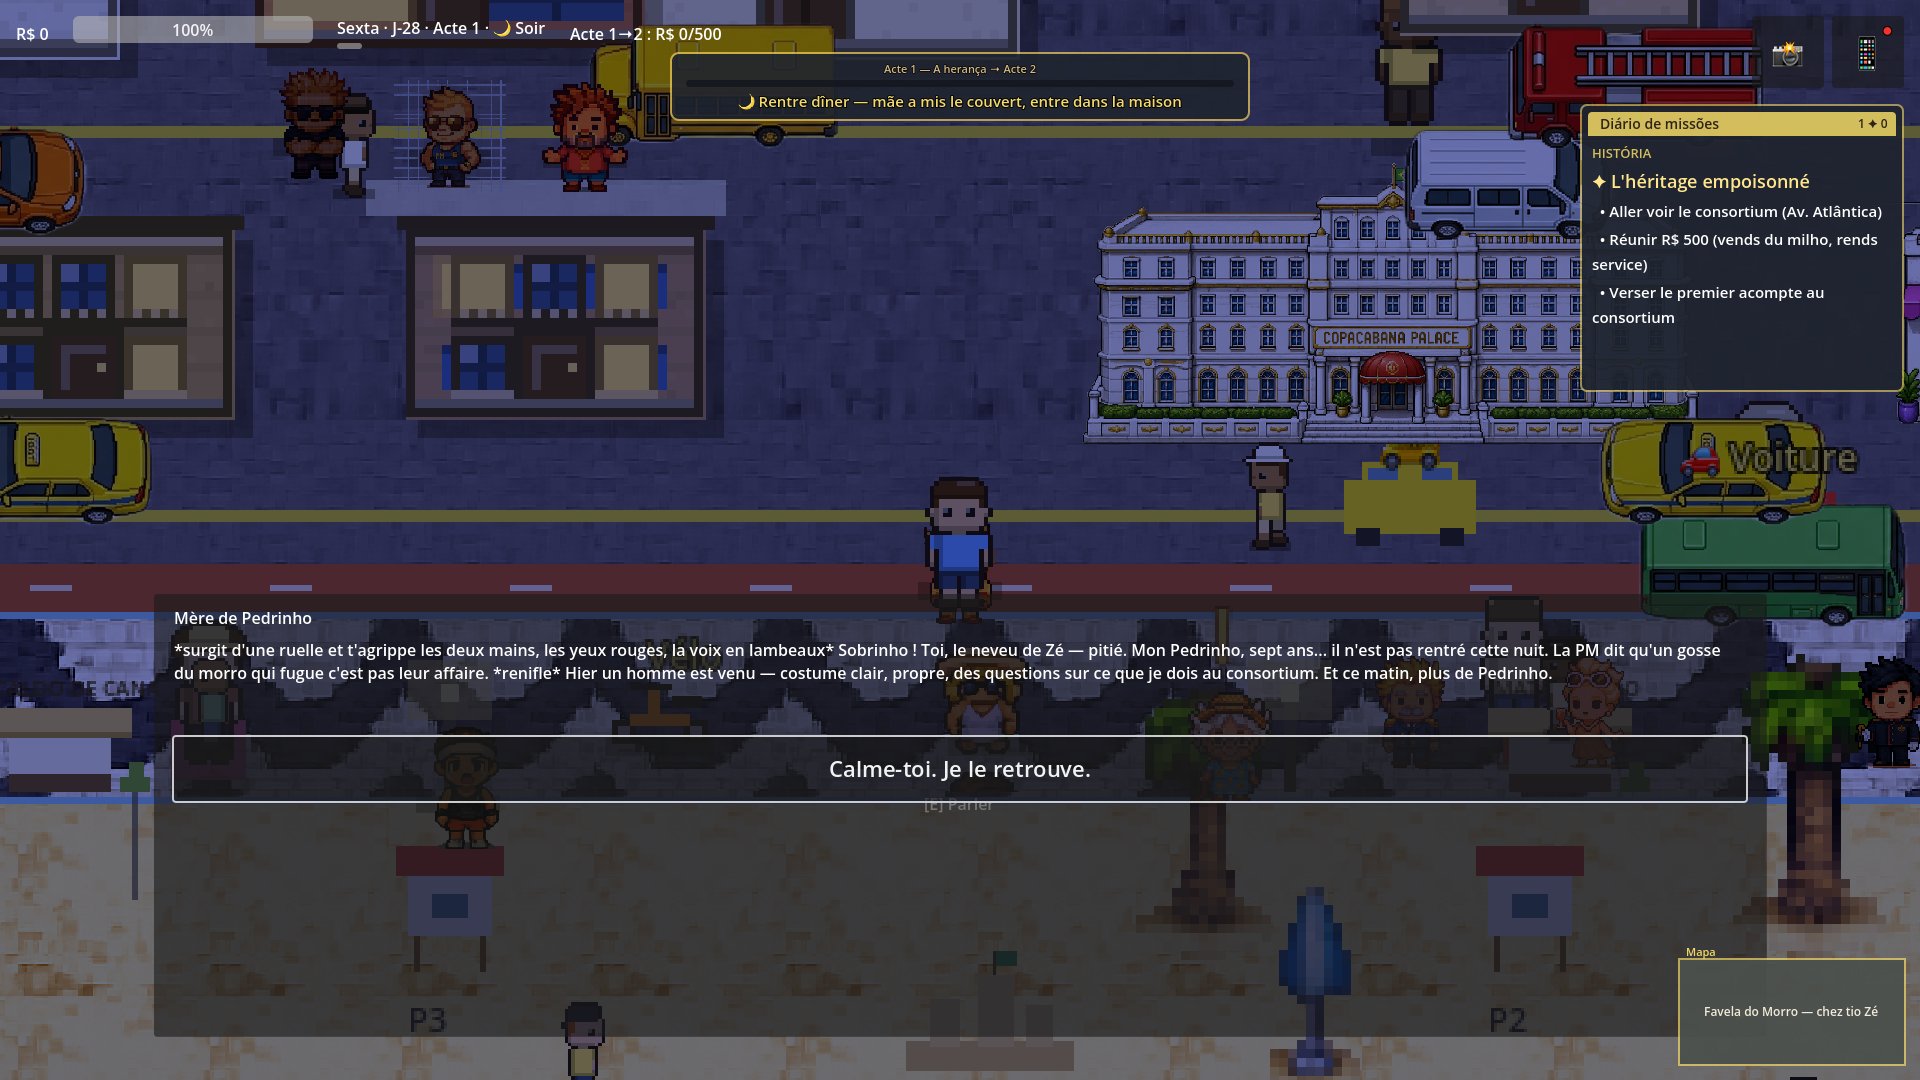 R$ 0
100%
Sexta · J-28 · Acte 1 · 🌙 Soir
Acte 1→2 : R$ 0/500
Acte 1 — A herança → Acte 2
🌙 Rentre dîner — mãe a mis le couvert, entre dans la maison
Diário de missões
1 ✦ 0
HISTÓRIA
✦ L'héritage empoisonné
• Aller voir le consortium (Av. Atlântica)
• Réunir R$ 500 (vends du milho, rends
service)
• Verser le premier acompte au
consortium
COPACABANA PALACE
Voiture
Mère de Pedrinho
*surgit d'une ruelle et t'agrippe les deux mains, les yeux rouges, la voix en lambeaux* Sobrinho ! Toi, le neveu de Zé — pitié. Mon Pedrinho, sept ans... il n'est pas rentré cette nuit. La PM dit qu'un gosse
du morro qui fugue c'est pas leur affaire. *renifle* Hier un homme est venu — costume clair, propre, des questions sur ce que je dois au consortium. Et ce matin, plus de Pedrinho.
Calme-toi. Je le retrouve.
[E] Parler
P3
P2
Mapa
Favela do Morro — chez tio Zé